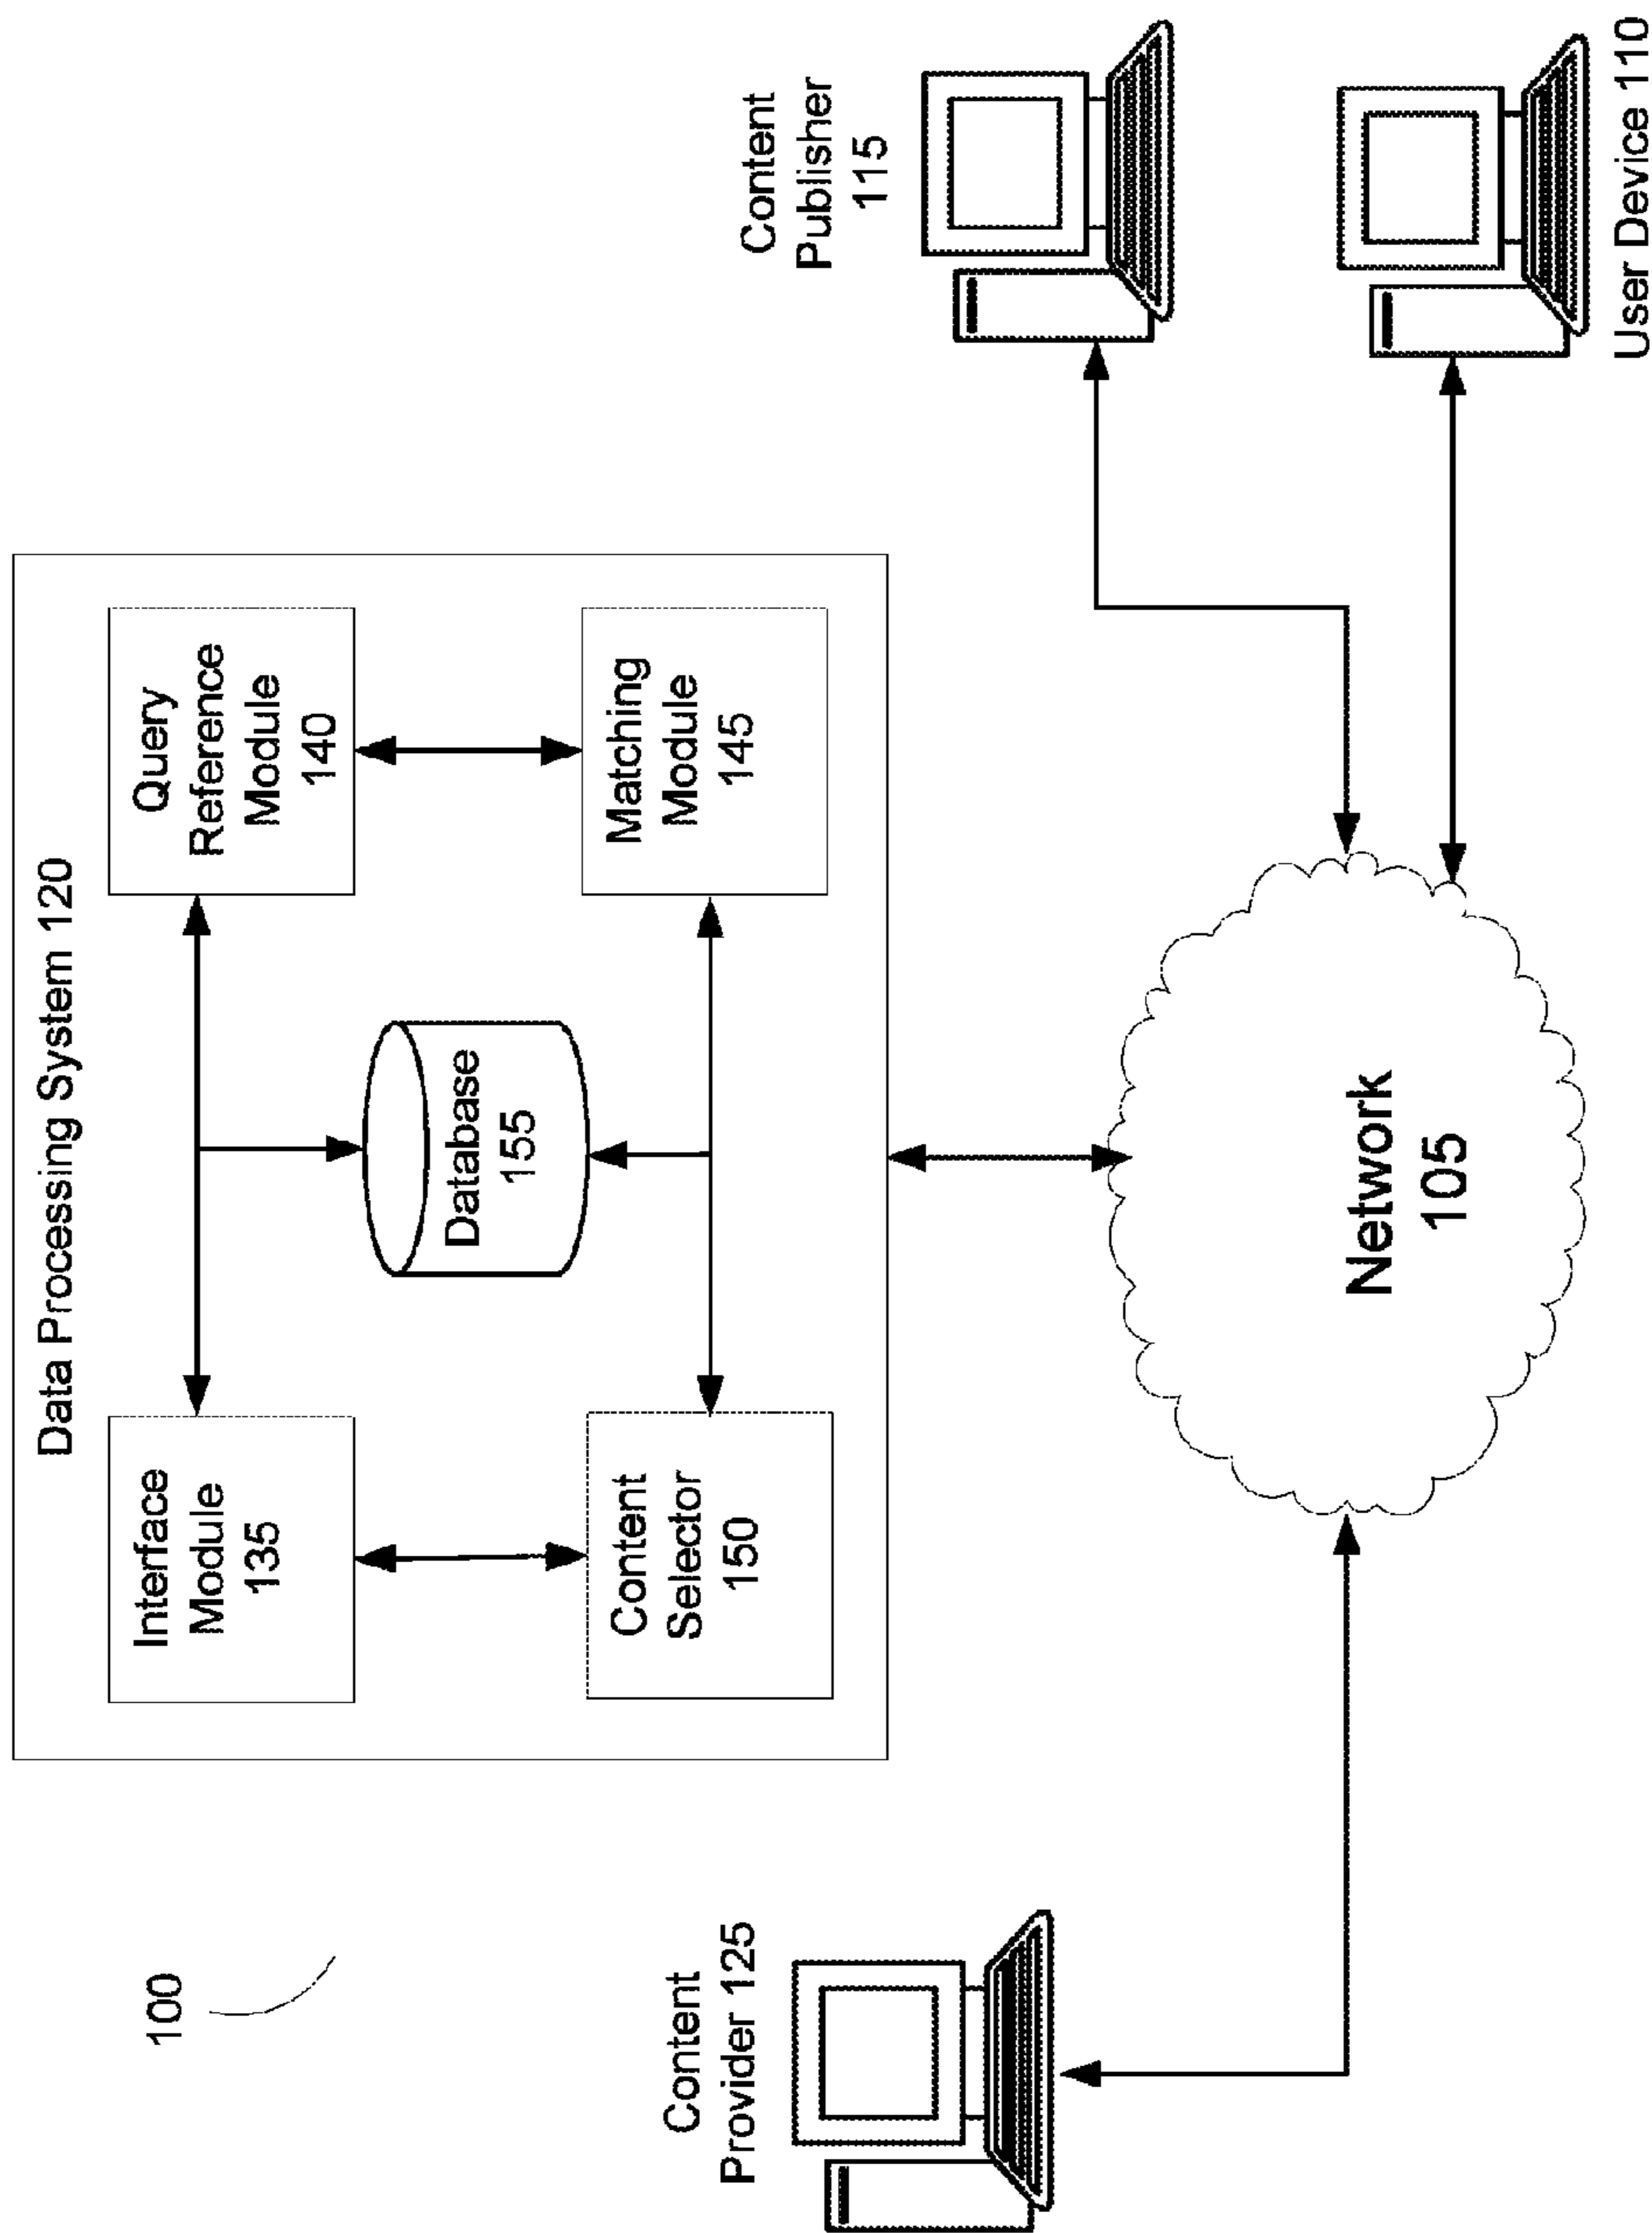 100
Data Processing System 120
Interface
Module
135
Query
Reference
Module
140
Database
155
Content
Selector
150
Matching
Module
145
Content
Provider 125
Content
Publisher
115
Network
105
User Device 110